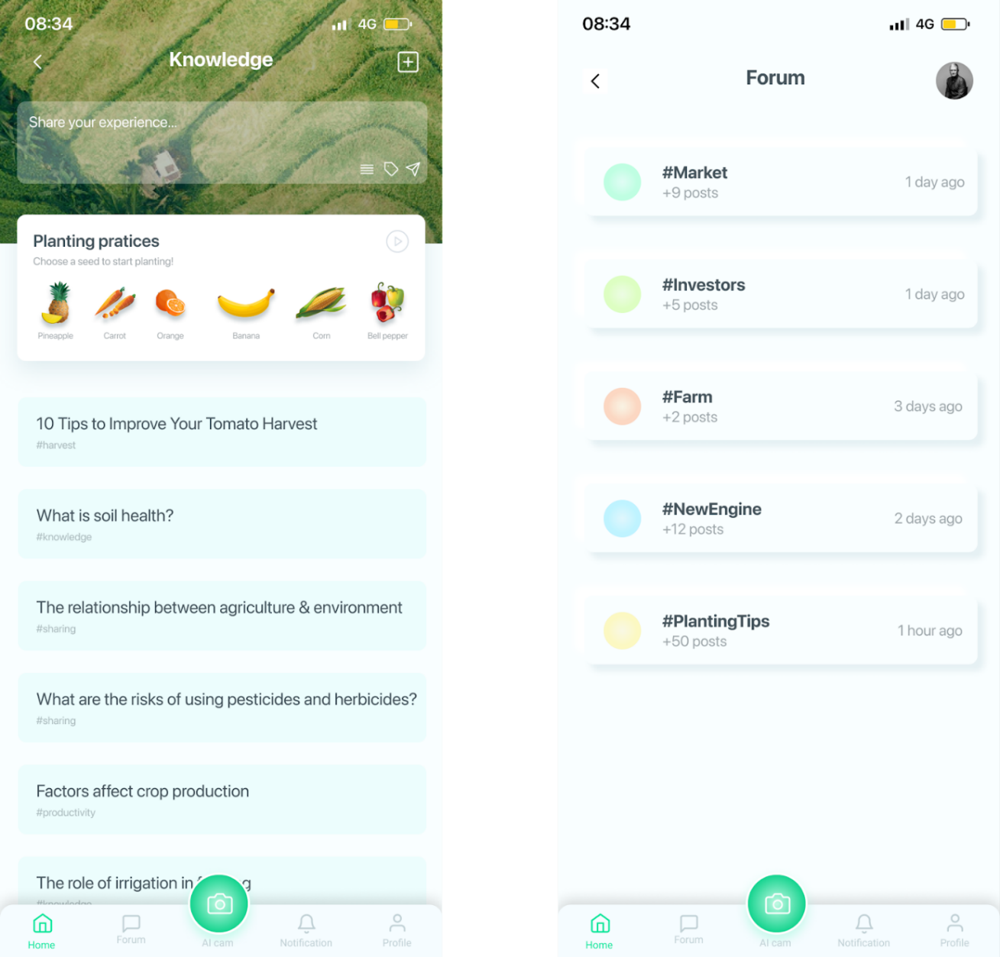 08:34
4G
Knowledge
Share your experience...
Planting pratices
Choose a seed to start planting!
Pineapple Carrot Orange Banana Corn Bell pepper
10 Tips to Improve Your Tomato Harvest
#harvest
What is soil health?
#knowledge
The relationship between agriculture & environment
#sharing
What are the risks of using pesticides and herbicides?
#sharing
Factors affect crop production
#productivity
The role of irrigation in
#knowledge
Home Forum AI cam Notification Profile
08:34
4G
Forum
#Market
+9 posts
1 day ago
#Investors
+5 posts
1 day ago
#Farm
+2 posts
3 days ago
#NewEngine
+12 posts
2 days ago
#PlantingTips
+50 posts
1 hour ago
Home Forum AI cam Notification Profile